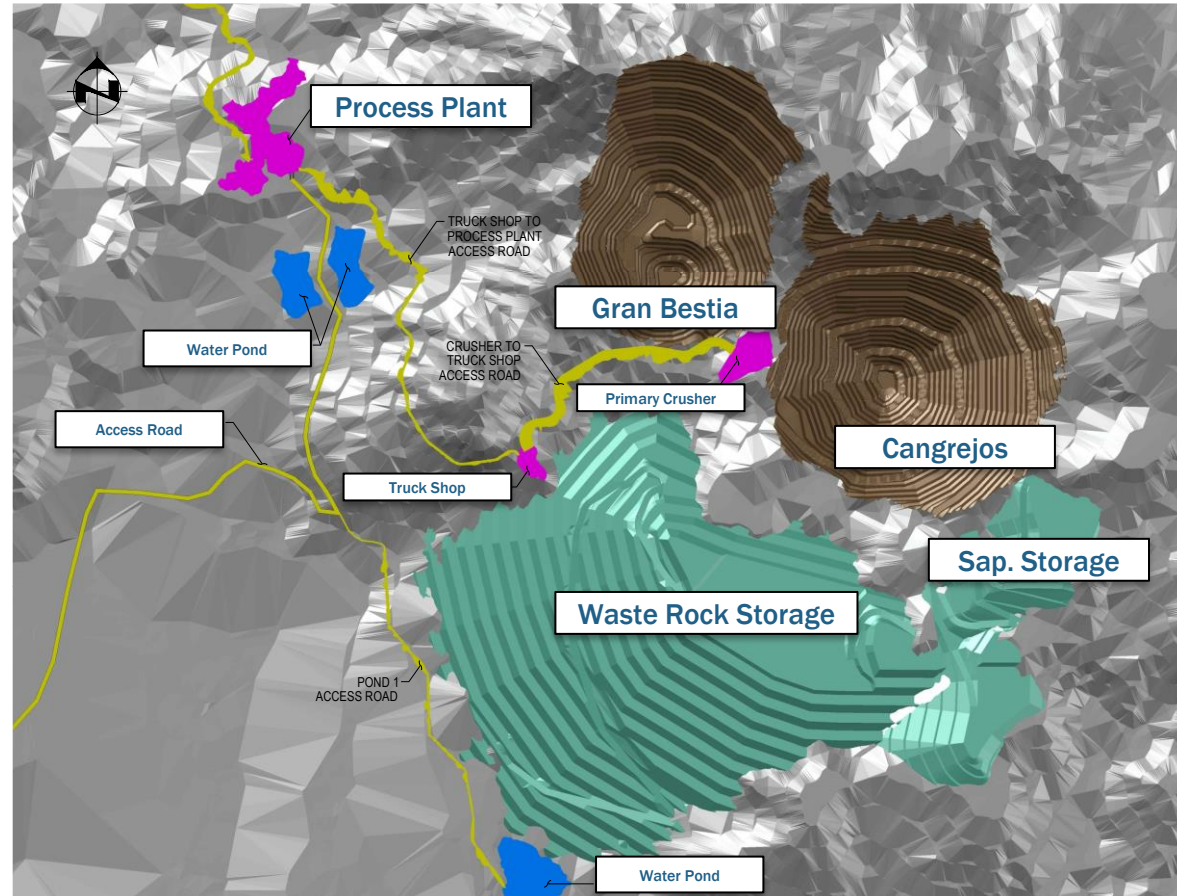 N
Process Plant
TRUCK SHOP TO
PROCESS PLANT
ACCESS ROAD
Gran Bestia
Water Pond
CRUSHER TO
TRUCK SHOP
ACCESS ROAD
Primary Crusher
Access Road
Cangrejos
Truck Shop
Sap. Storage
Waste Rock Storage
POND 1
ACCESS ROAD
Water Pond